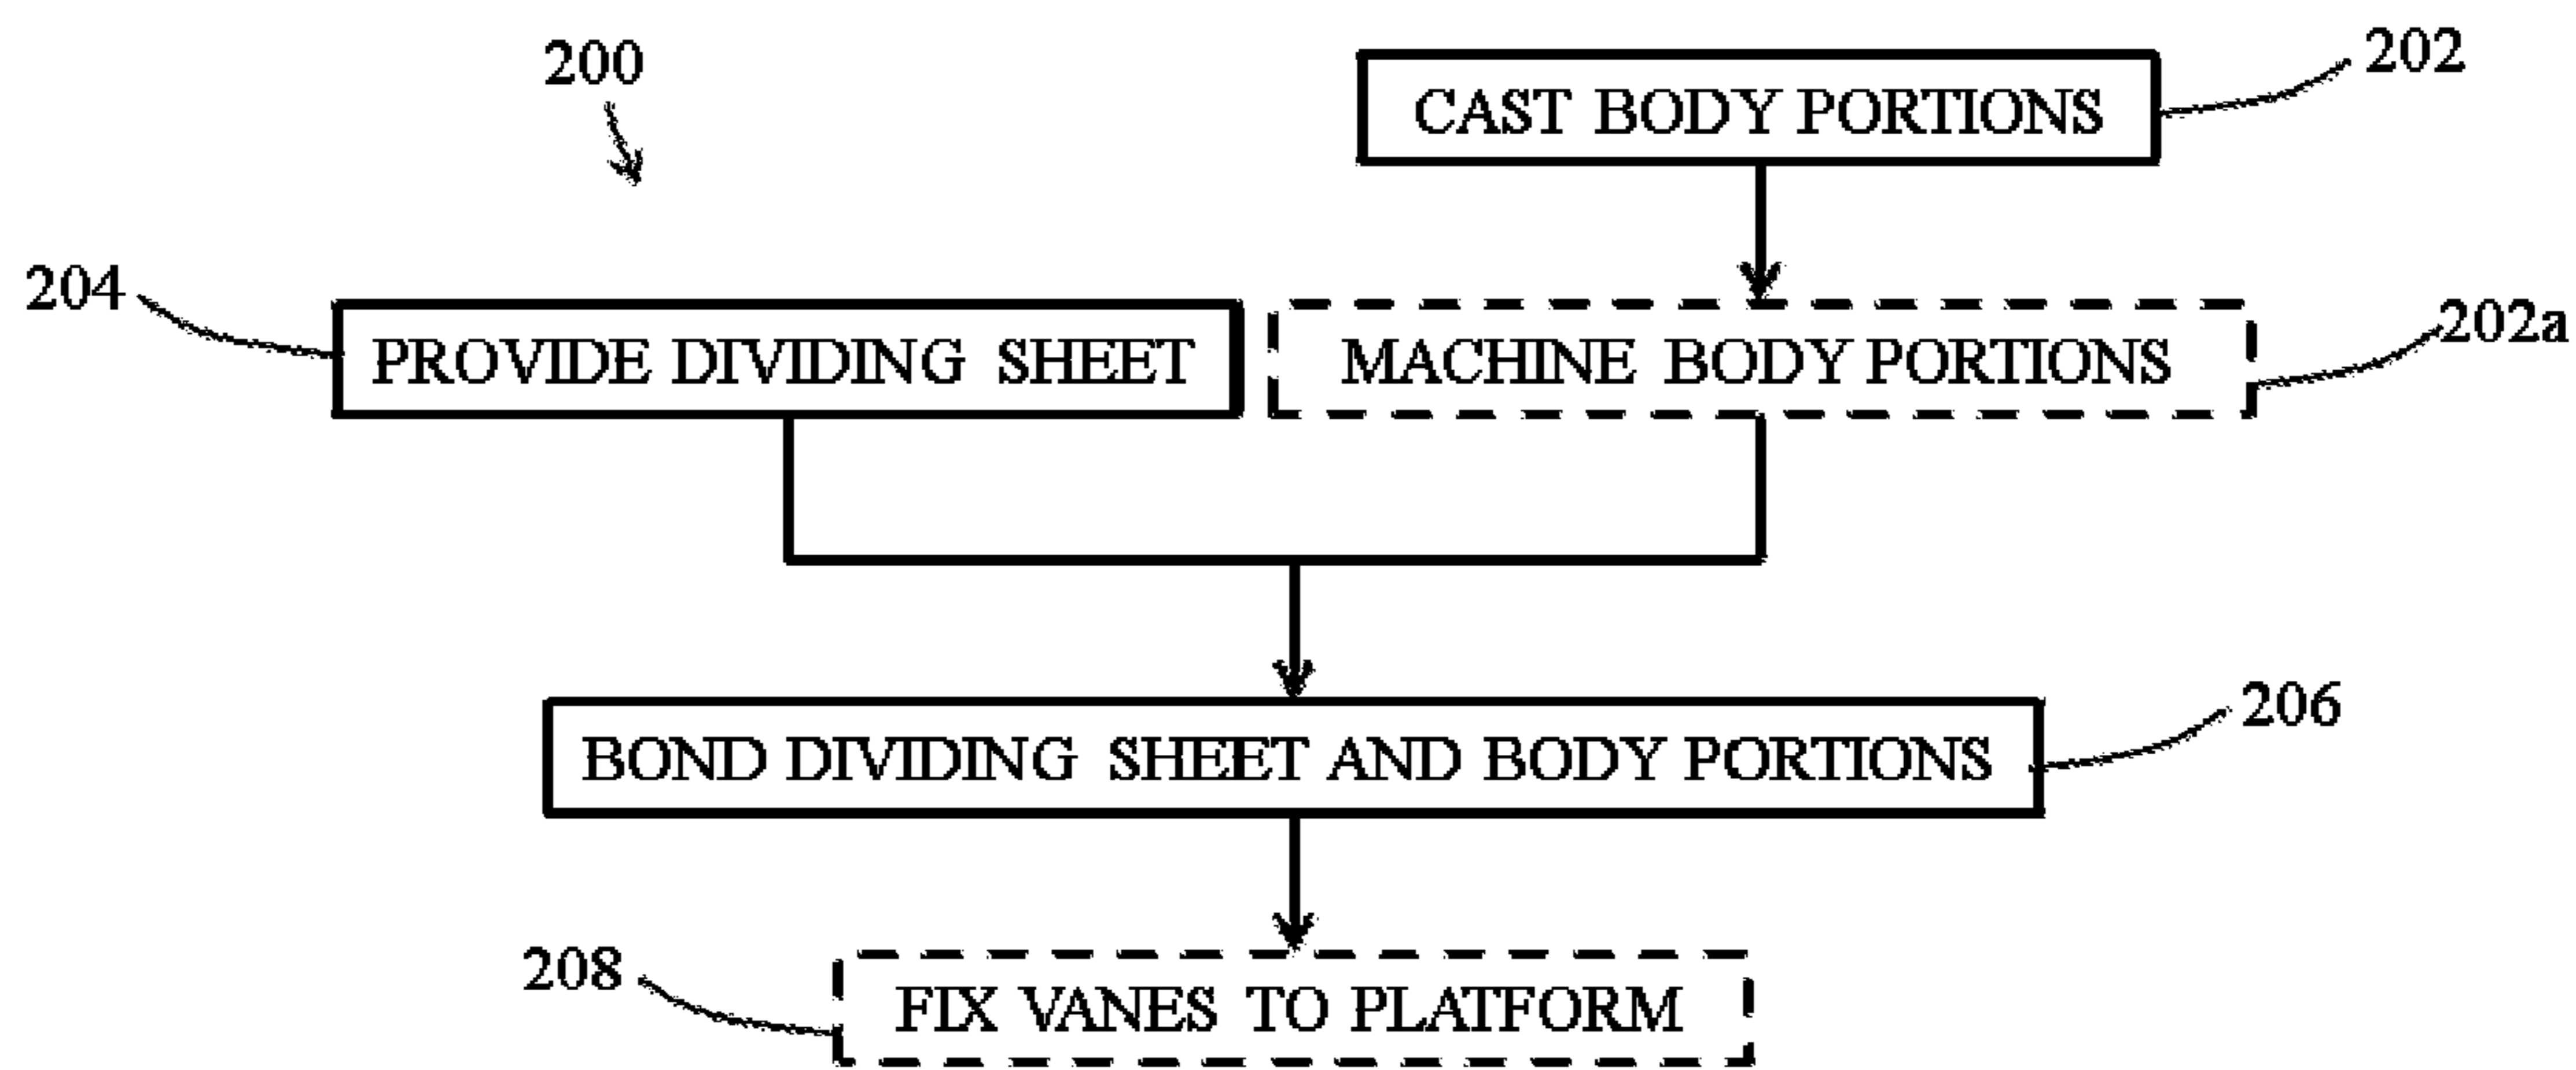 200
CAST BODY PORTIONS
202
204
PROVIDE DIVIDING SHEET
MACHINE BODY PORTIONS
202a
BOND DIVIDING SHEET AND BODY PORTIONS
206
208
FIX VANES TO PLATFORM